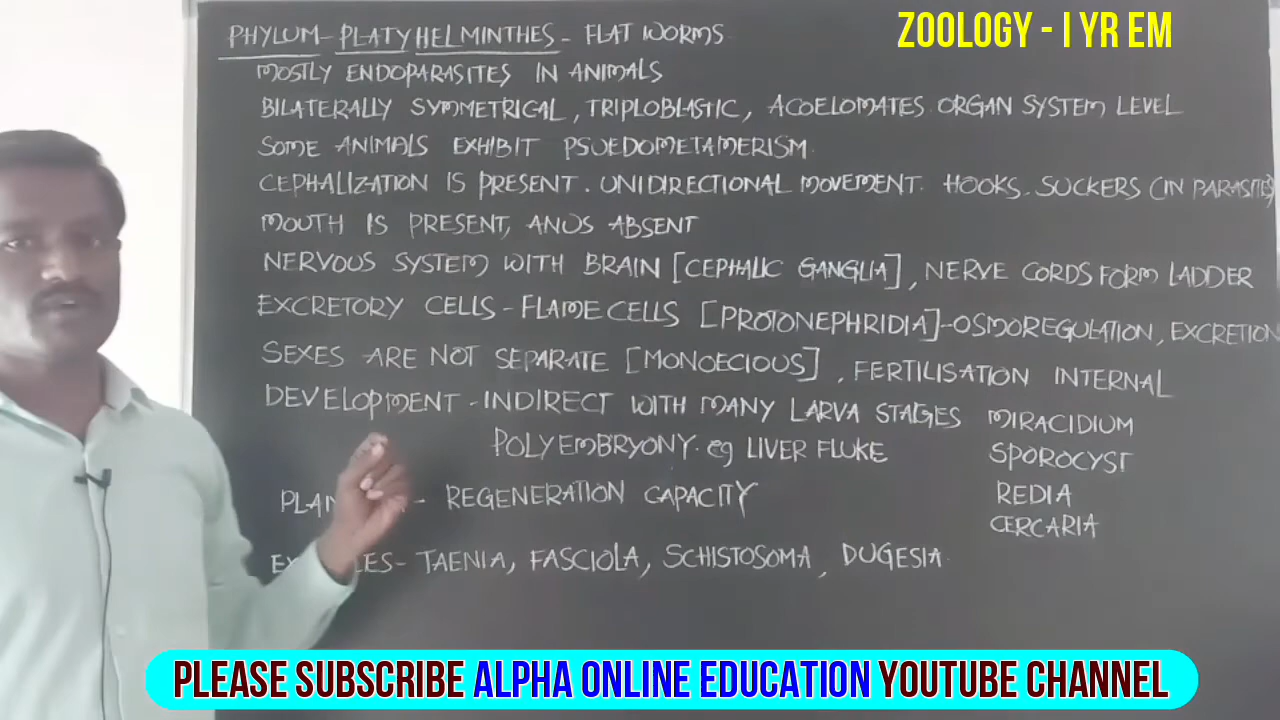 ZOOLOGY - I YR EM
PHYLUM - PLATYHELMINTHES - FLAT WORMS
MOSTLY ENDOPARASITES IN ANIMALS
BILATERALLY SYMMETRICAL, TRIPLOBLASTIC, ACOELOMATES ORGAN SYSTEM LEVEL
SOME ANIMALS EXHIBIT PSUEDOMETAMERISM
CEPHALIZATION IS PRESENT. UNIDIRECTIONAL MOVEMENT. HOOKS. SUCKERS (IN PARASITES)
MOUTH IS PRESENT, ANUS ABSENT
NERVOUS SYSTEM WITH BRAIN [CEPHALIC GANGLIA], NERVE CORDS FORM LADDER
EXCRETORY CELLS - FLAME CELLS [PROTONEPHRIDIA] - OSMOREGULATION, EXCRETION
SEXES ARE NOT SEPARATE [MONOECIOUS], FERTILISATION INTERNAL
DEVELOPMENT - INDIRECT WITH MANY LARVA STAGES MIRACIDIUM
POLYEMBRYONY. eg LIVER FLUKE SPOROCYST
- REGENERATION CAPACITY REDIA
CERCARIA
- TAENIA, FASCIOLA, SCHISTOSOMA, DUGESIA.
PLEASE SUBSCRIBE ALPHA ONLINE EDUCATION YOUTUBE CHANNEL